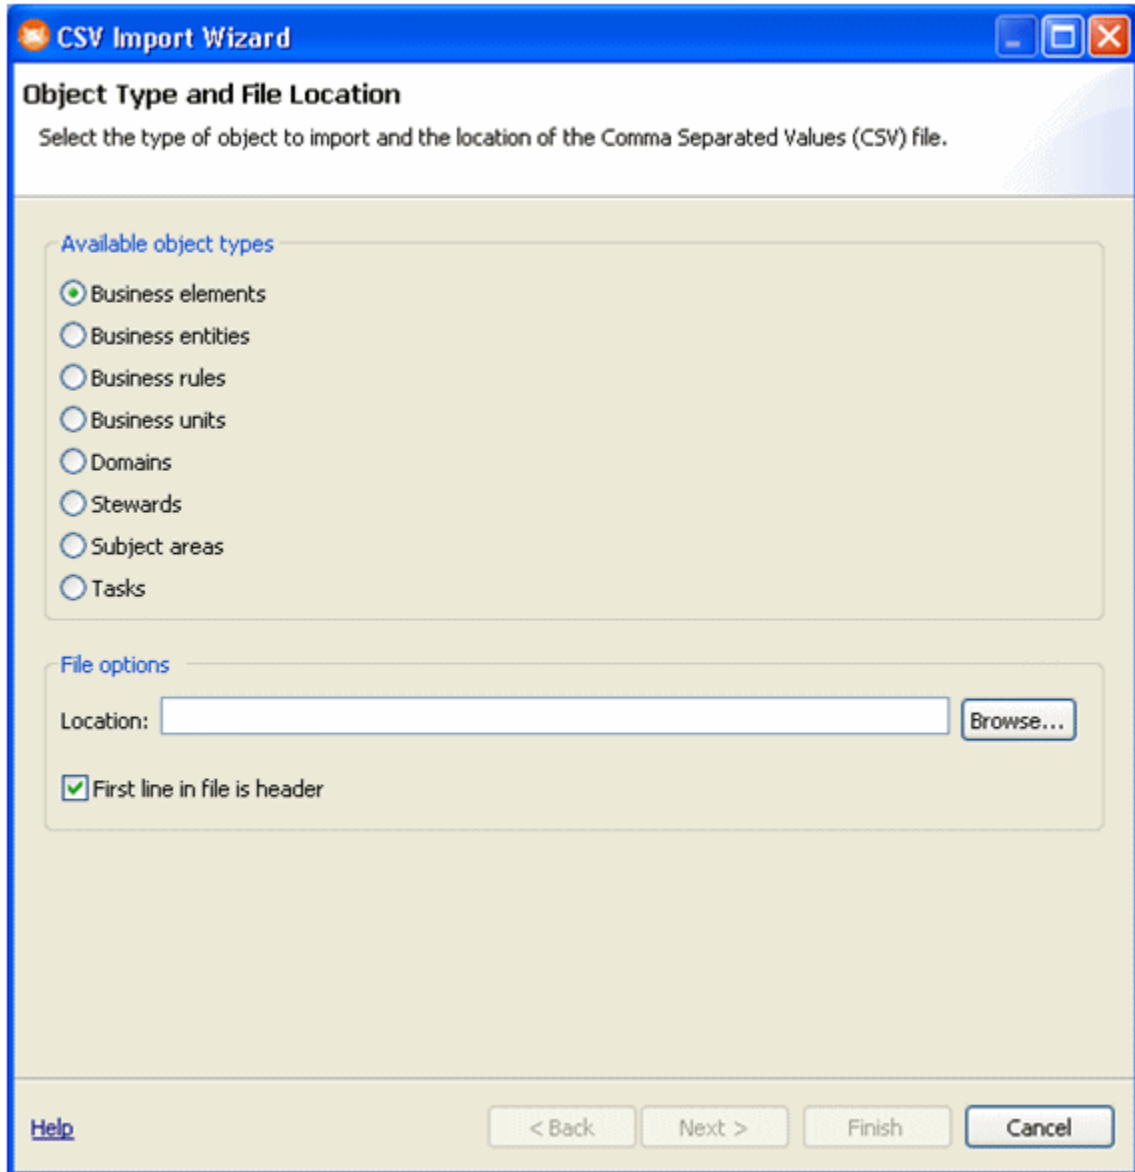 CSV Import Wizard
Object Type and File Location
Select the type of object to import and the location of the Comma Separated Values (CSV) file.
Available object types
Business elements
Business entities
Business rules
Business units
Domains
Stewards
Subject areas
Tasks
File options
Location: Browse...
First line in file is header
Help < Back Next > Finish Cancel